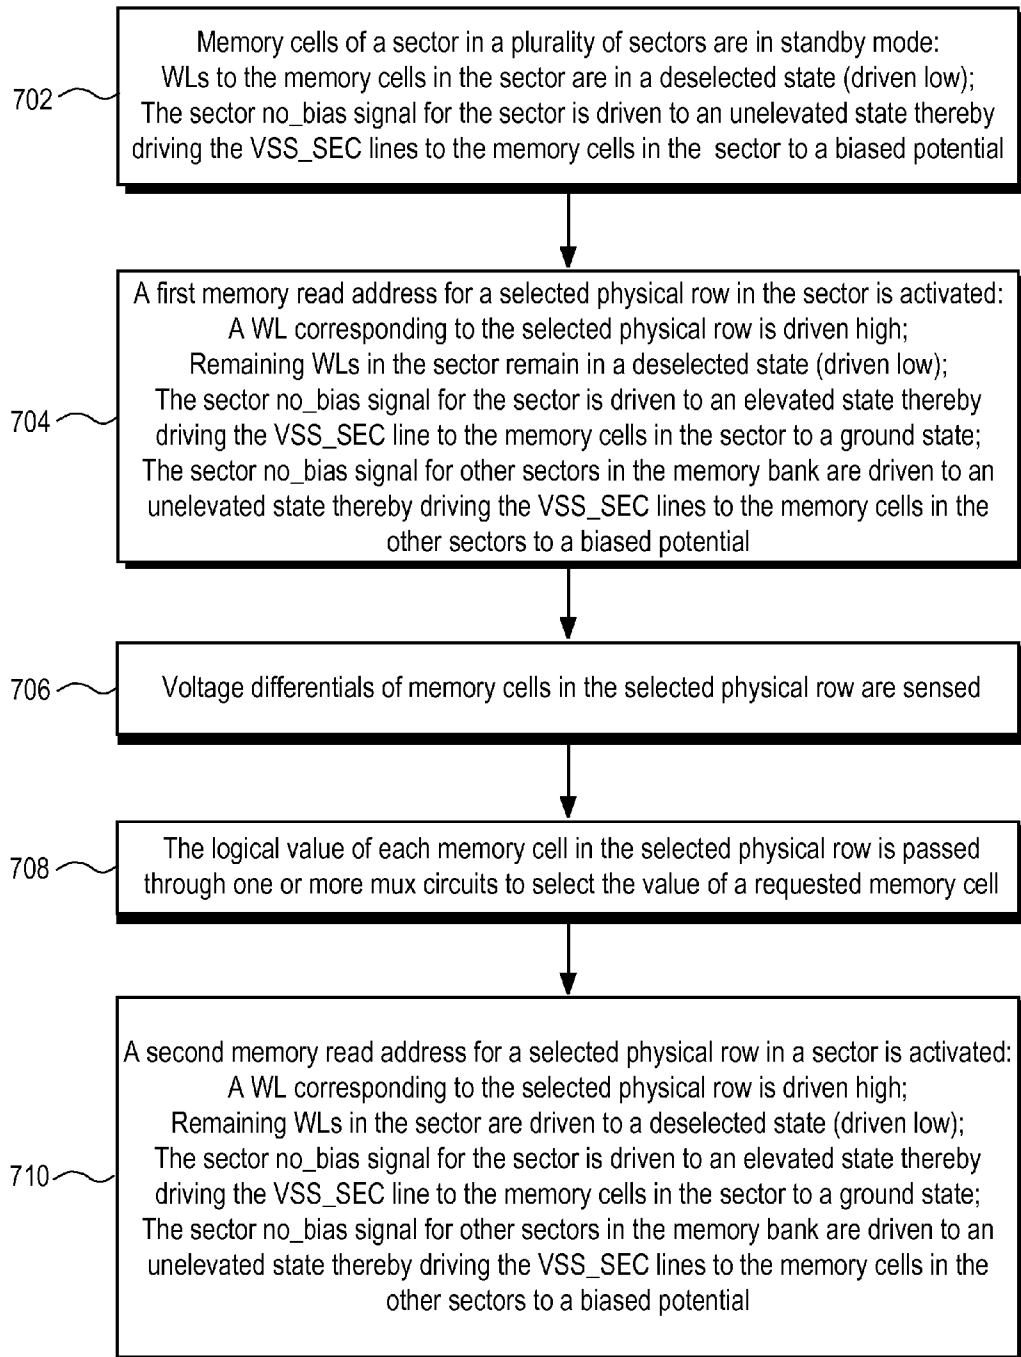 702
Memory cells of a sector in a plurality of sectors are in standby mode:
WLs to the memory cells in the sector are in a deselected state (driven low);
The sector no_bias signal for the sector is driven to an unelevated state thereby
driving the VSS_SEC lines to the memory cells in the sector to a biased potential
704
A first memory read address for a selected physical row in the sector is activated:
A WL corresponding to the selected physical row is driven high;
Remaining WLs in the sector remain in a deselected state (driven low);
The sector no_bias signal for the sector is driven to an elevated state thereby
driving the VSS_SEC line to the memory cells in the sector to a ground state;
The sector no_bias signal for other sectors in the memory bank are driven to an
unelevated state thereby driving the VSS_SEC lines to the memory cells in the
other sectors to a biased potential
706
Voltage differentials of memory cells in the selected physical row are sensed
708
The logical value of each memory cell in the selected physical row is passed
through one or more mux circuits to select the value of a requested memory cell
710
A second memory read address for a selected physical row in a sector is activated:
A WL corresponding to the selected physical row is driven high;
Remaining WLs in the sector are driven to a deselected state (driven low);
The sector no_bias signal for the sector is driven to an elevated state thereby
driving the VSS_SEC line to the memory cells in the sector to a ground state;
The sector no_bias signal for other sectors in the memory bank are driven to an
unelevated state thereby driving the VSS_SEC lines to the memory cells in the
other sectors to a biased potential